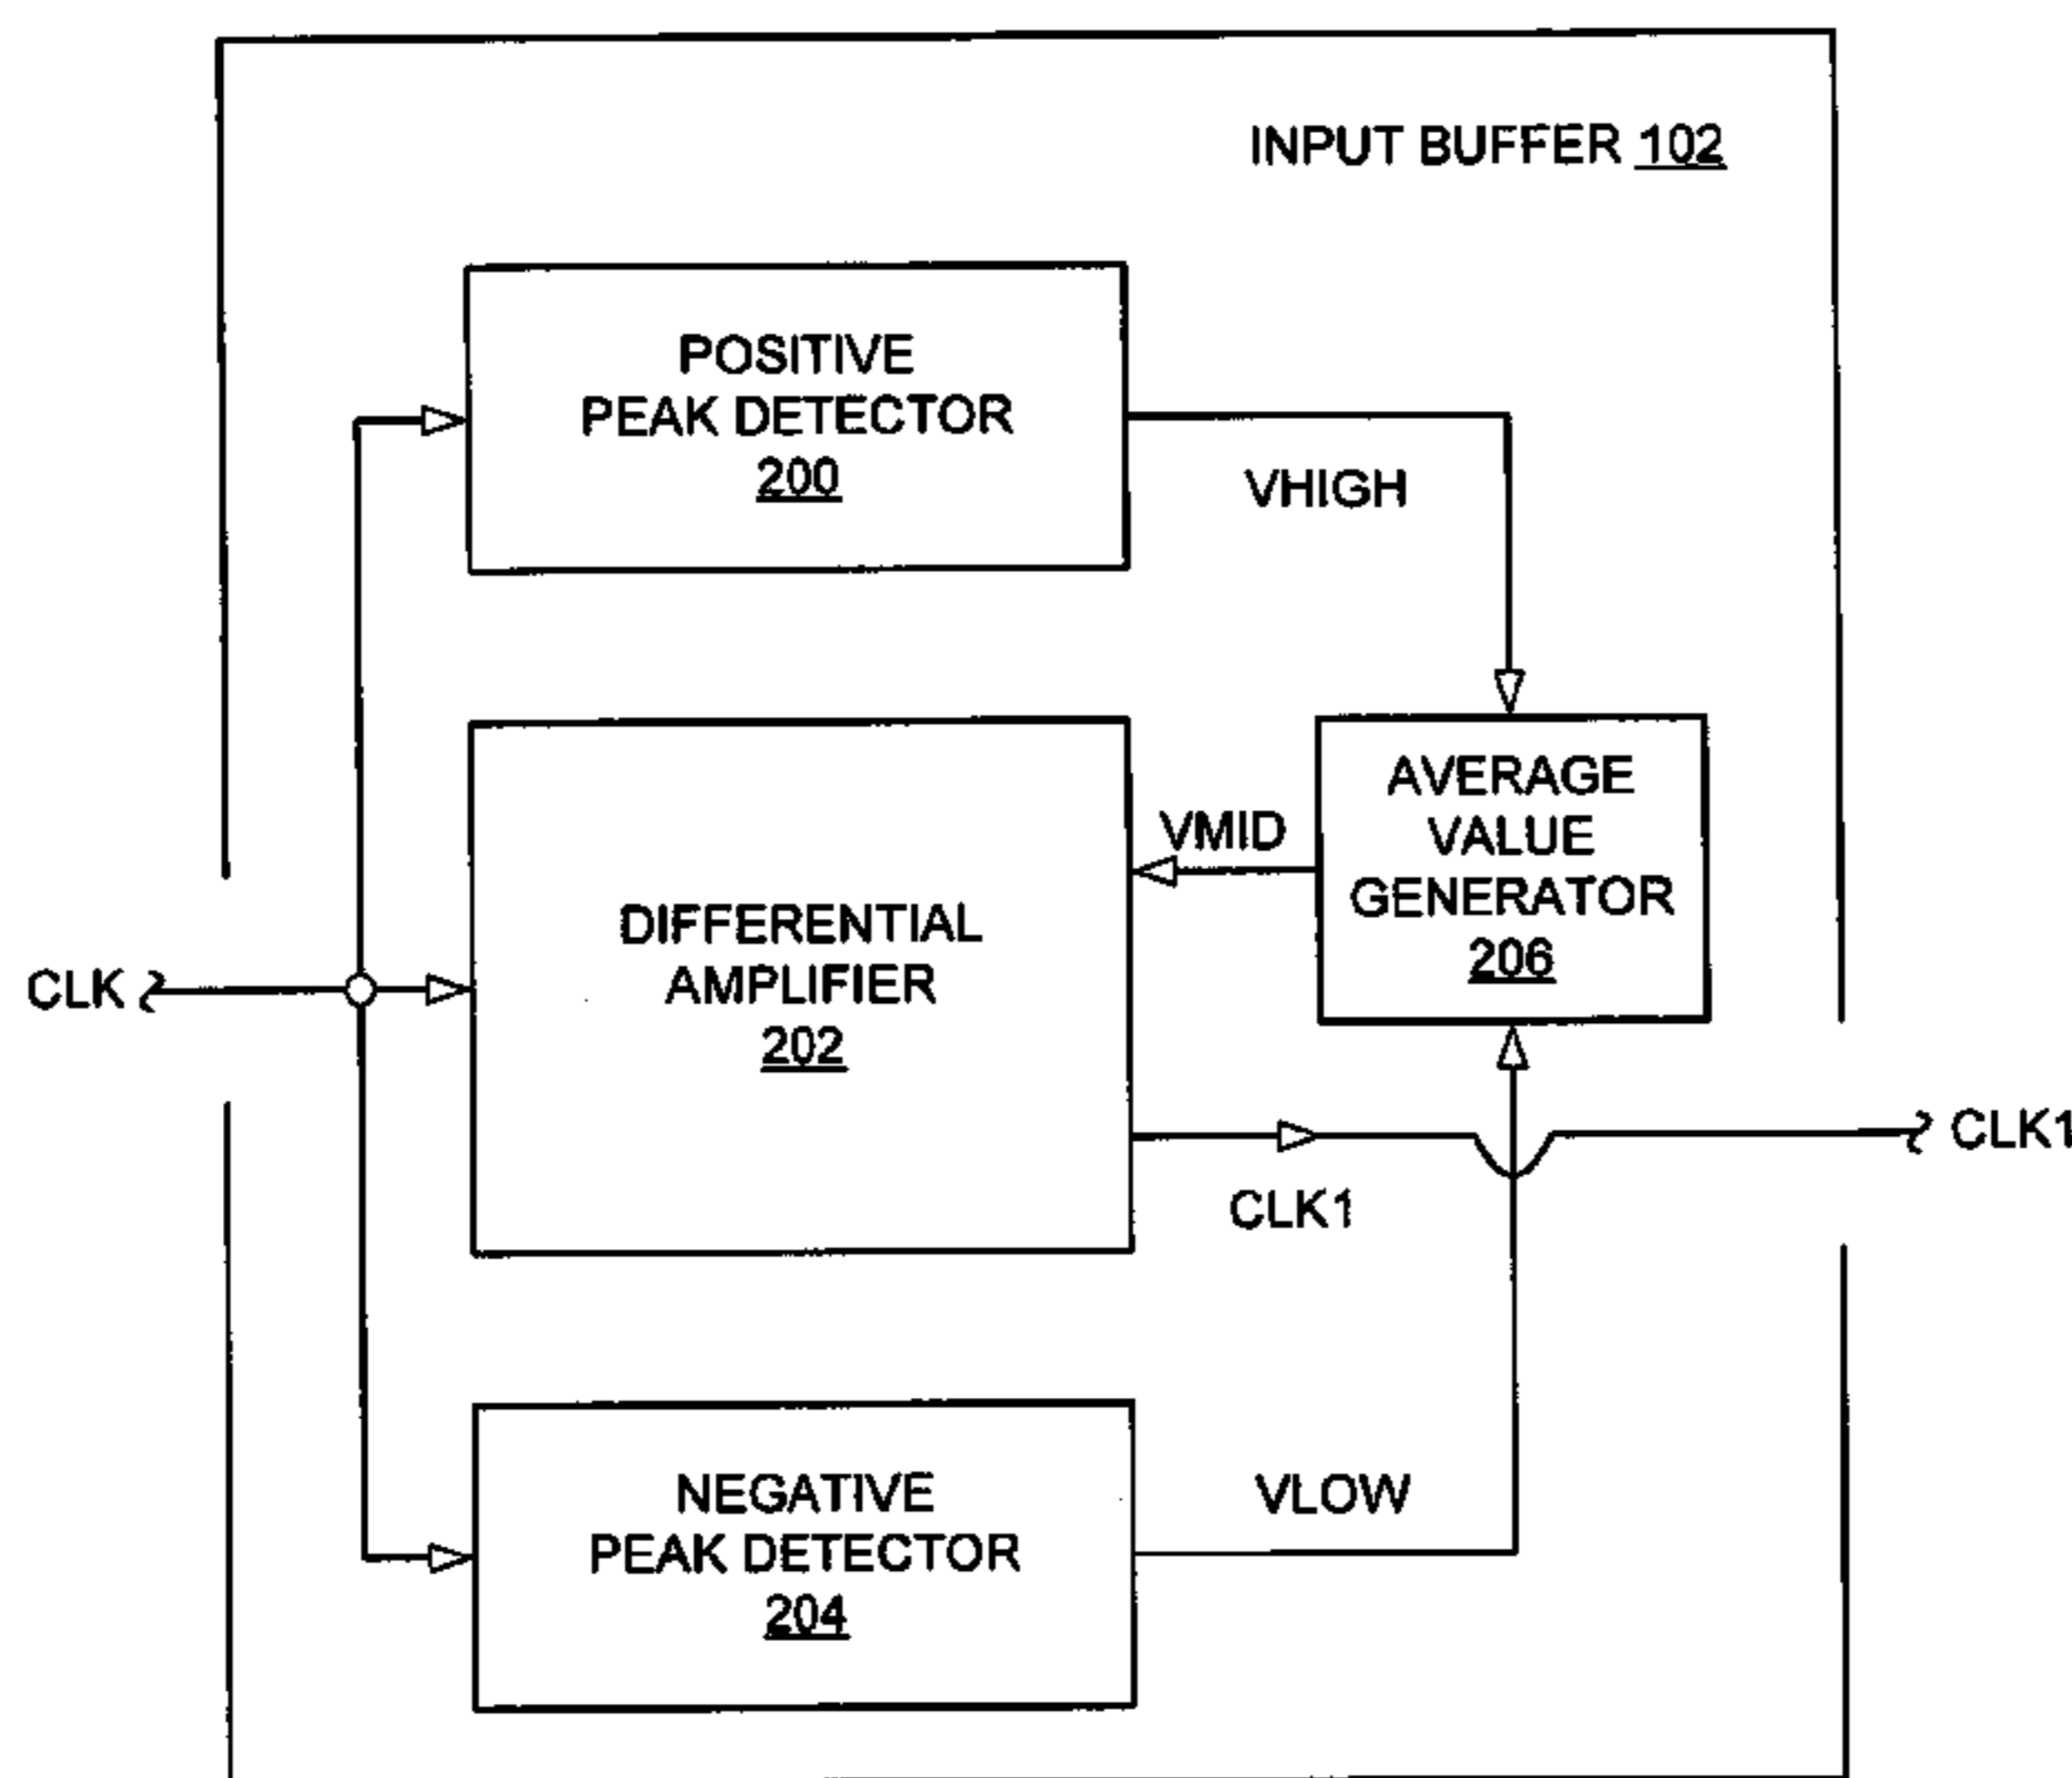 INPUT BUFFER 102
POSITIVE
PEAK DETECTOR
200
VHIGH
AVERAGE
VALUE
GENERATOR
206
VMID
DIFFERENTIAL
AMPLIFIER
202
CLK
CLK1
CLK1
NEGATIVE
PEAK DETECTOR
204
VLOW